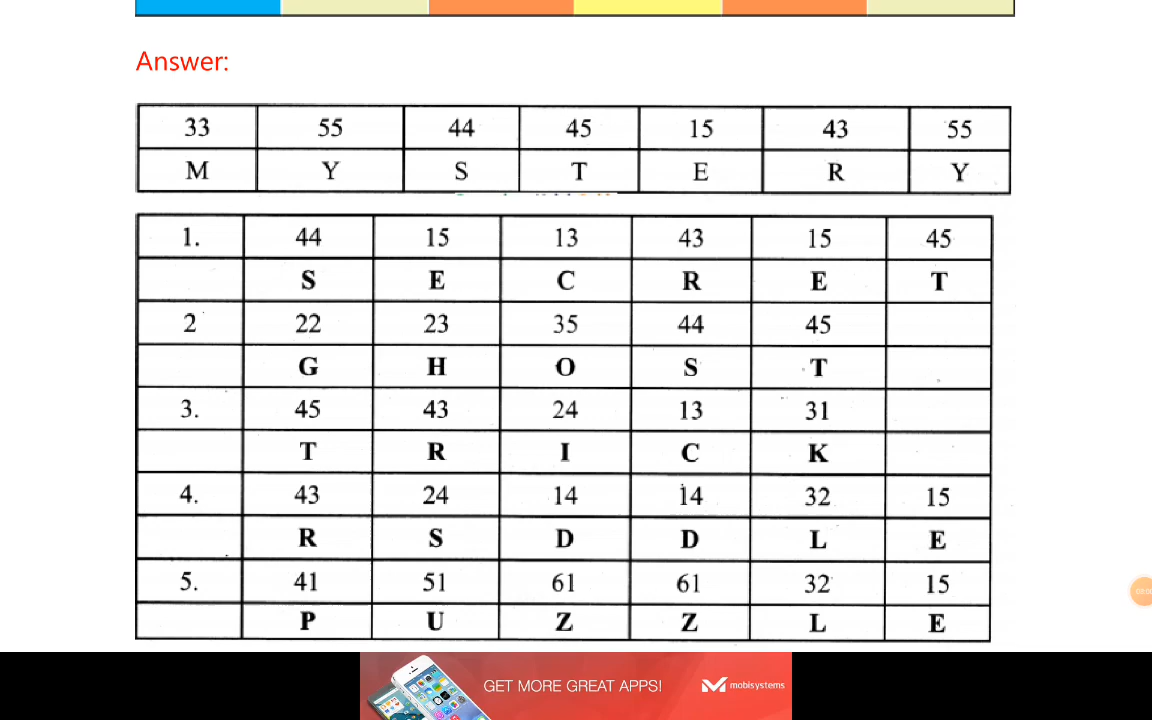 Answer:
33 55 44 45 15 43 55
M Y S T E R Y
1. 44 15 13 43 15 45
S E C R E T
2 22 23 35 44 45
G H O S T
3. 45 43 24 13 31
T R I C K
4. 43 24 14 14 32 15
R S D D L E
5. 41 51 61 61 32 15
P U Z Z L E
GET MORE GREAT APPS! mobisystems